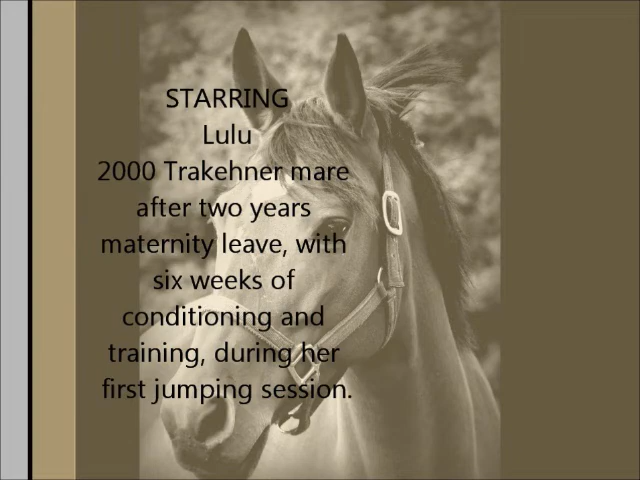 STARRING
Lulu
2000 Trakehner mare
after two years
maternity leave, with
six weeks of
conditioning and
training, during her
first jumping session.